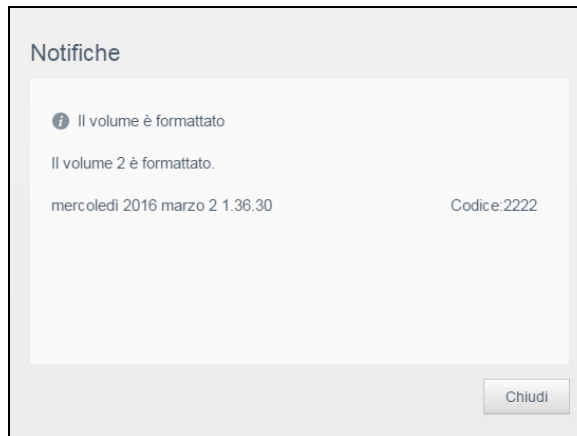 Notifiche
Il volume è formattato
Il volume 2 è formattato.
mercoledì 2016 marzo 2 1.36.30 Codice:2222
Chiudi